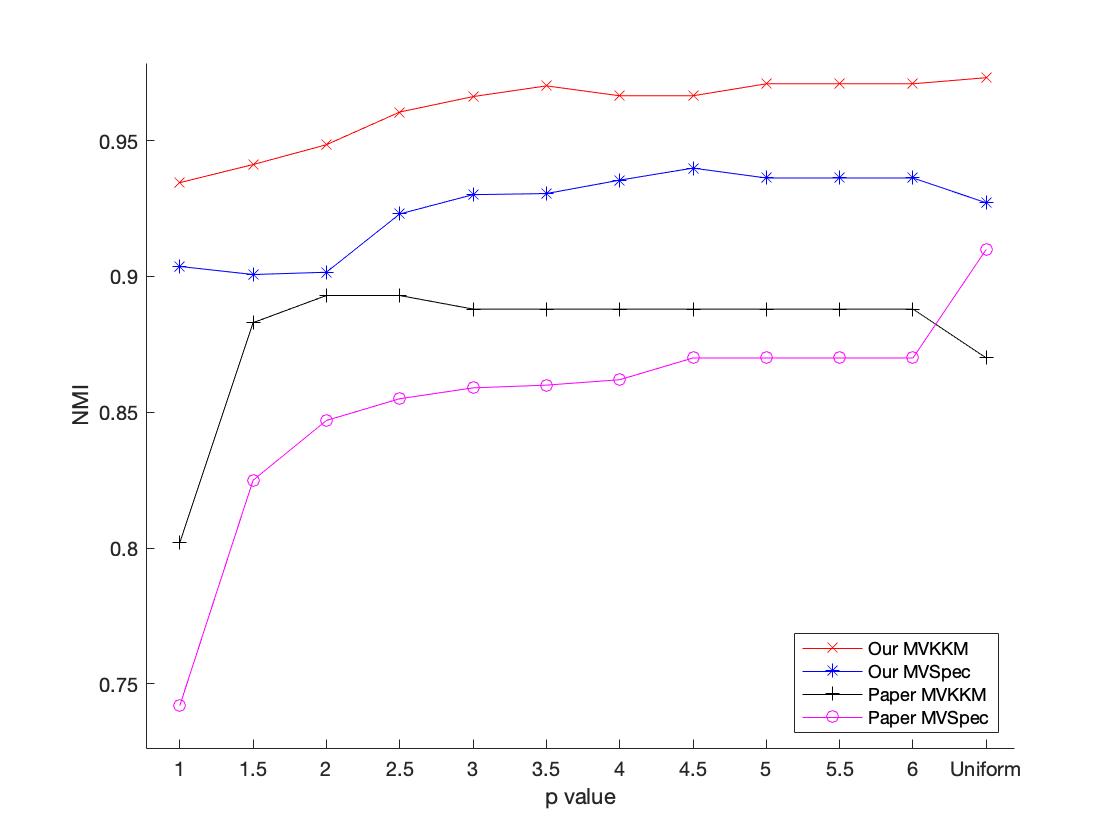 0.95
0.9
0.85
0.8
0.75
NMI
1 1.5 2 2.5 3 3.5 4 4.5 5 5.5 6 Uniform
p value
Our MVKKM
Our MVSpec
Paper MVKKM
Paper MVSpec